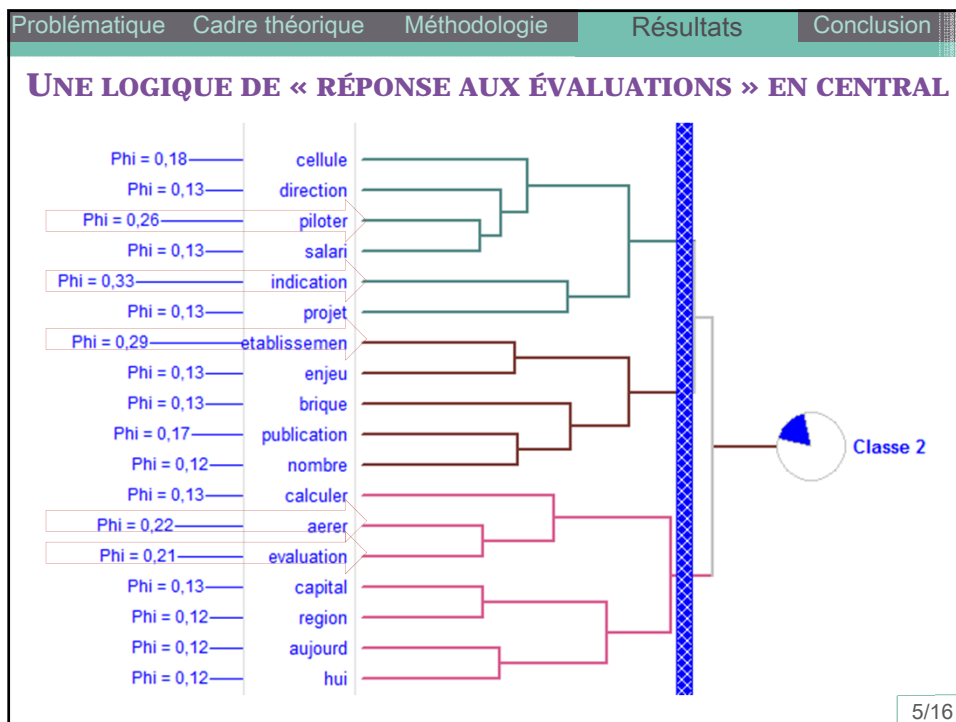 Problématique Cadre théorique Méthodologie Résultats Conclusion
UNE LOGIQUE DE « RÉPONSE AUX ÉVALUATIONS » EN CENTRAL
Phi = 0,18 cellule
Phi = 0,13 direction
Phi = 0,26 piloter
Phi = 0,13 salari
Phi = 0,33 indication
Phi = 0,13 projet
Phi = 0,29 etablissemen
Phi = 0,13 enjeu
Phi = 0,13 brique
Phi = 0,17 publication
Phi = 0,12 nombre
Classe 2
Phi = 0,13 calculer
Phi = 0,22 aerer
Phi = 0,21 evaluation
Phi = 0,13 capital
Phi = 0,12 region
Phi = 0,12 aujourd
Phi = 0,12 hui
5/16